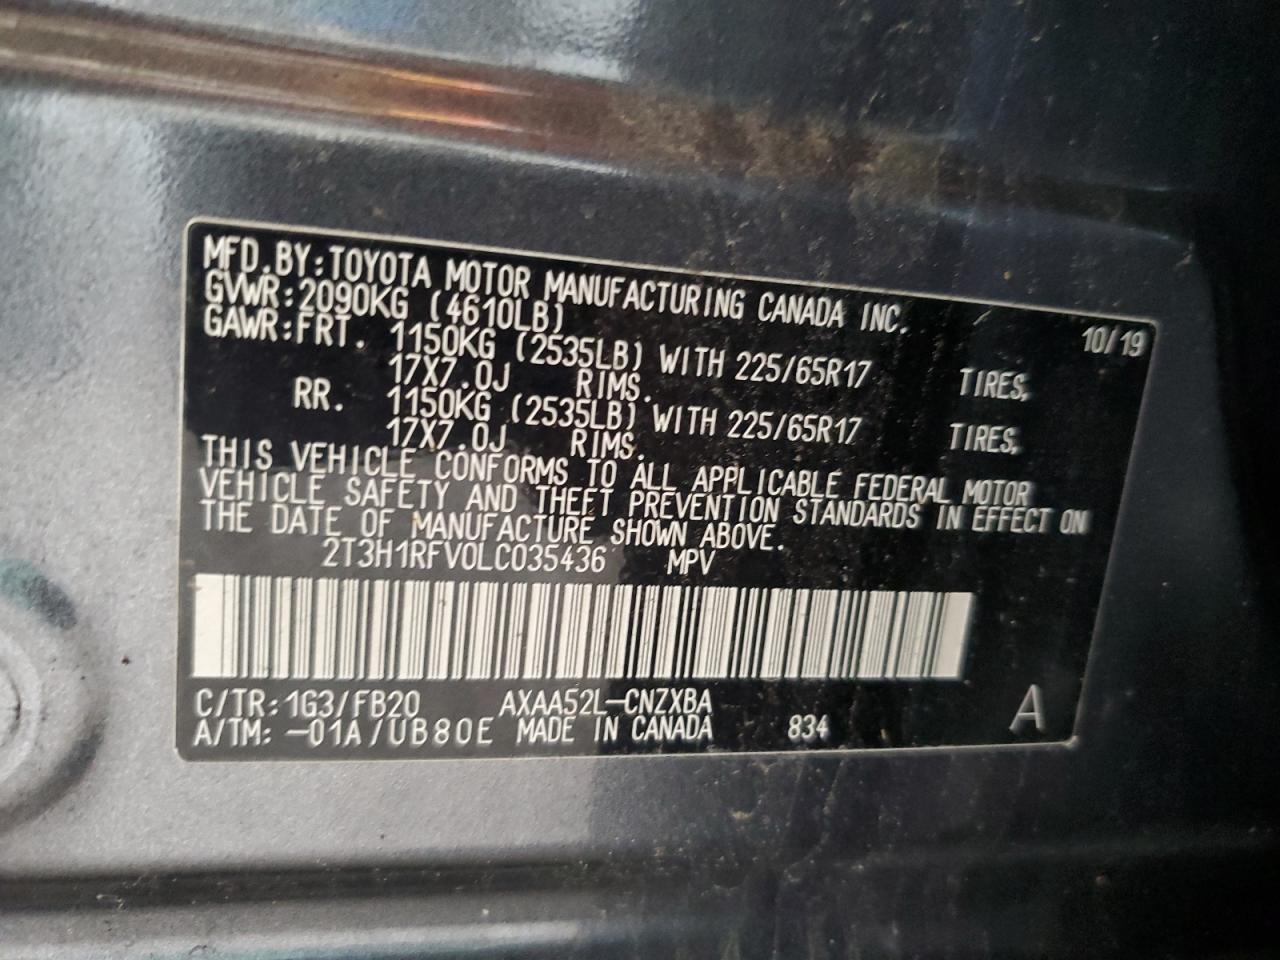 MFD.BY:TOYOTA MOTOR MANUFACTURING CANADA INC.
GVWR:2090KG (4610LB) 10/19
GAWR:FRT. 1150KG (2535LB) WITH 225/65R17 TIRES,
17X7.0J RIMS.
RR. 1150KG (2535LB) WITH 225/65R17 TIRES,
17X7.0J RIMS.
THIS VEHICLE CONFORMS TO ALL APPLICABLE FEDERAL MOTOR
VEHICLE SAFETY AND THEFT PREVENTION STANDARDS IN EFFECT ON
THE DATE OF MANUFACTURE SHOWN ABOVE.
2T3H1RFV0LC035436 MPV
C/TR:1G3/FB20 AXAA52L-CNZXBA
A/TM:-01A/UB80E MADE IN CANADA 834 A